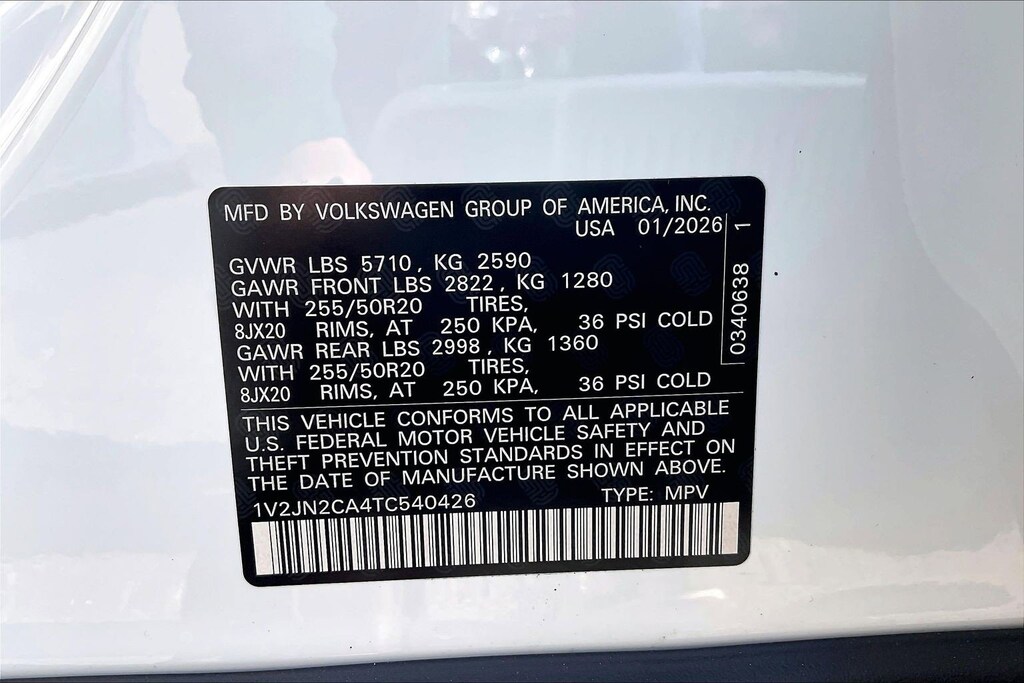 MFD BY VOLKSWAGEN GROUP OF AMERICA, INC.
USA 01/2026
GVWR LBS 5710, KG 2590
GAWR FRONT LBS 2822, KG 1280
WITH 255/50R20 TIRES,
8JX20 RIMS, AT 250 KPA, 36 PSI COLD
GAWR REAR LBS 2998, KG 1360
WITH 255/50R20 TIRES,
8JX20 RIMS, AT 250 KPA, 36 PSI COLD
0340638 1
THIS VEHICLE CONFORMS TO ALL APPLICABLE
U.S. FEDERAL MOTOR VEHICLE SAFETY AND
THEFT PREVENTION STANDARDS IN EFFECT ON
THE DATE OF MANUFACTURE SHOWN ABOVE.
1V2JN2CA4TC540426 TYPE: MPV